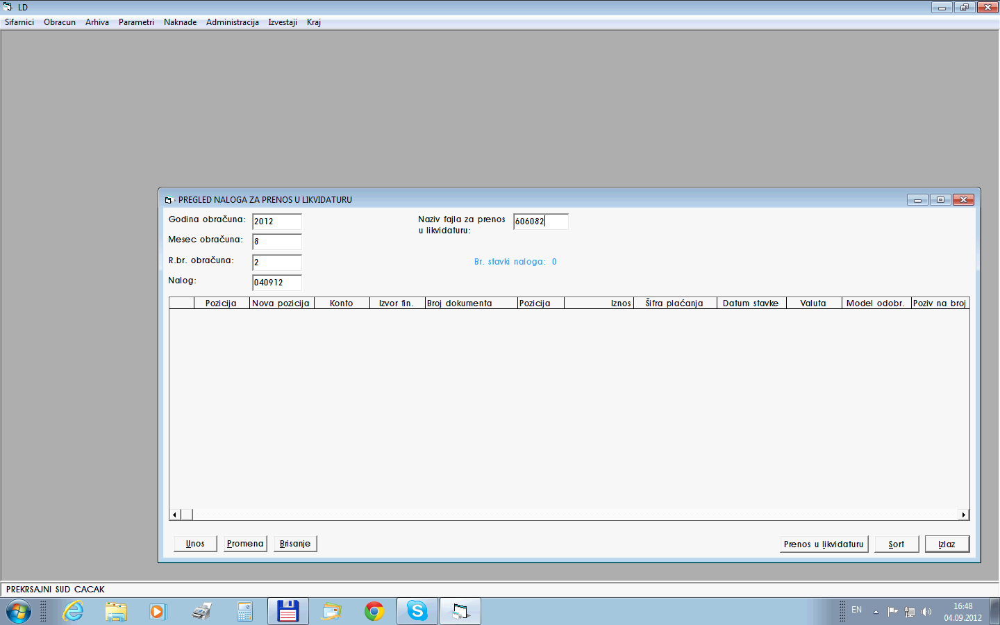 LD
Sifarnici Obracun Arhiva Parametri Naknade Administracija Izvestaji Kraj
PREGLED NALOGA ZA PRENOS U LIKVIDATURU
Godina obračuna: 2012
Naziv fajla za prenos u likvidaturu: 606082
Mesec obračuna: 8
R.br. obračuna: 2
Br. stavki naloga: 0
Nalog: 040912
Pozicija Nova pozicija Konto Izvor fin. Broj dokumenta Pozicija Iznos Šifra plaćanja Datum stavke Valuta Model odobr. Poziv na broj
Unos Promena Brisanje Prenos u likvidaturu Sort Izlaz
PREKRSAJNI SUD CACAK
EN 16:48
04.09.2012